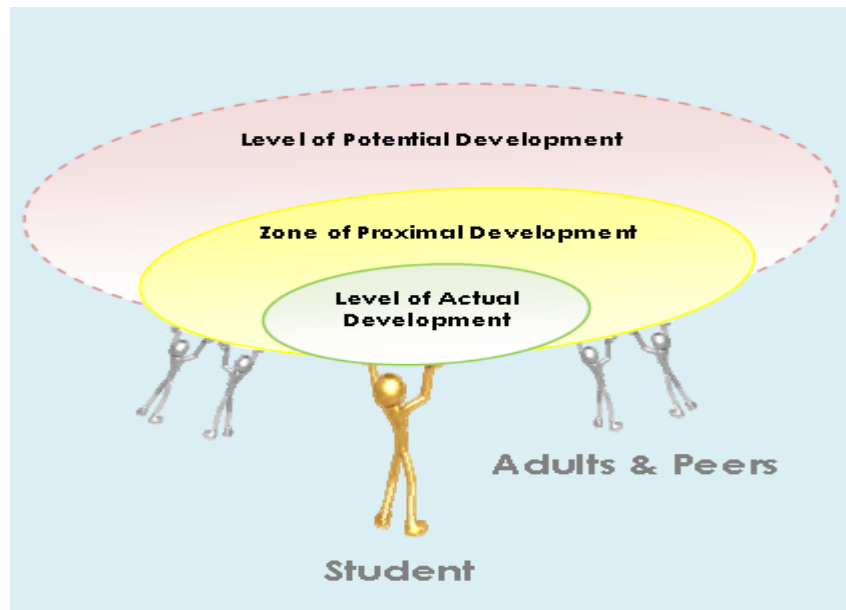 Level of Potential Development
Zone of Proximal Development
Level of Actual
Development
Adults & Peers
Student